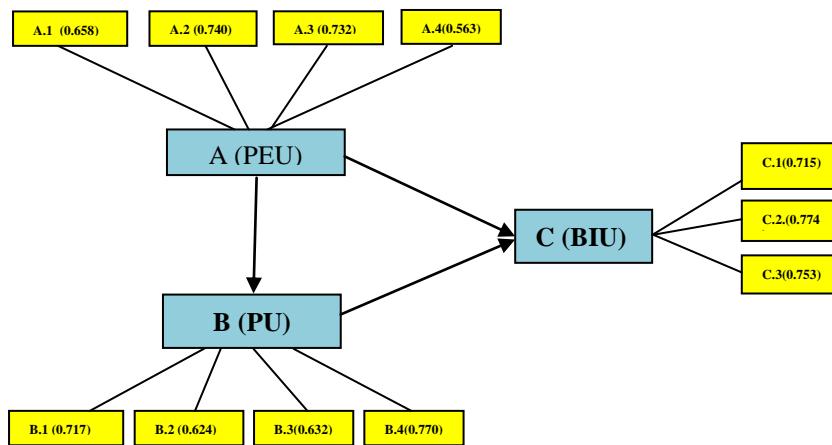 A.1 (0.658)
A.2 (0.740)
A.3 (0.732)
A.4(0.563)
A (PEU)
C.1(0.715)
C.2.(0.774
C (BIU)
C.3(0.753)
B (PU)
B.1 (0.717)
B.2 (0.624)
B.3(0.632)
B.4(0.770)